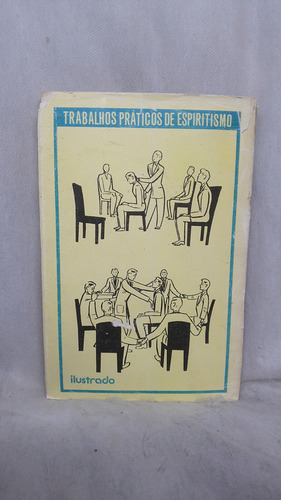 TRABALHOS PRÁTICOS DE ESPIRITISMO
ilustrado